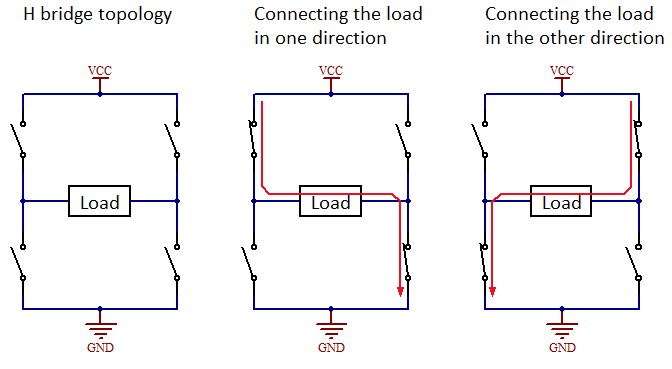 H bridge topology
Connecting the load
in one direction
Connecting the load
in the other direction
VCC
VCC
VCC
Load
Load
Load
GND
GND
GND